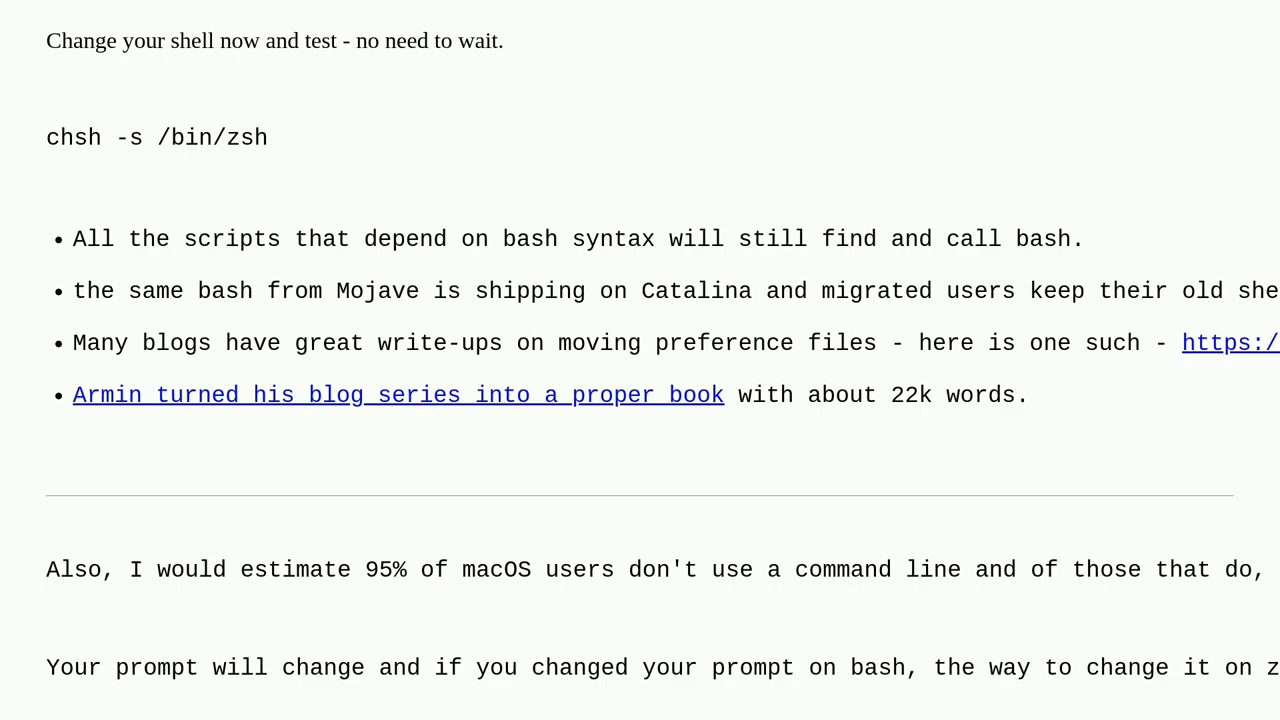 Change your shell now and test - no need to wait.
chsh -s /bin/zsh
All the scripts that depend on bash syntax will still find and call bash.
the same bash from Mojave is shipping on Catalina and migrated users keep their old
Many blogs have great write-ups on moving preference files - here is one such - https:/
Armin turned his blog series into a proper book with about 22k words.
Also, I would estimate 95% of macOS users don't use a command line and of those that do,
Your prompt will change and if you changed your prompt on bash, the way to change it on